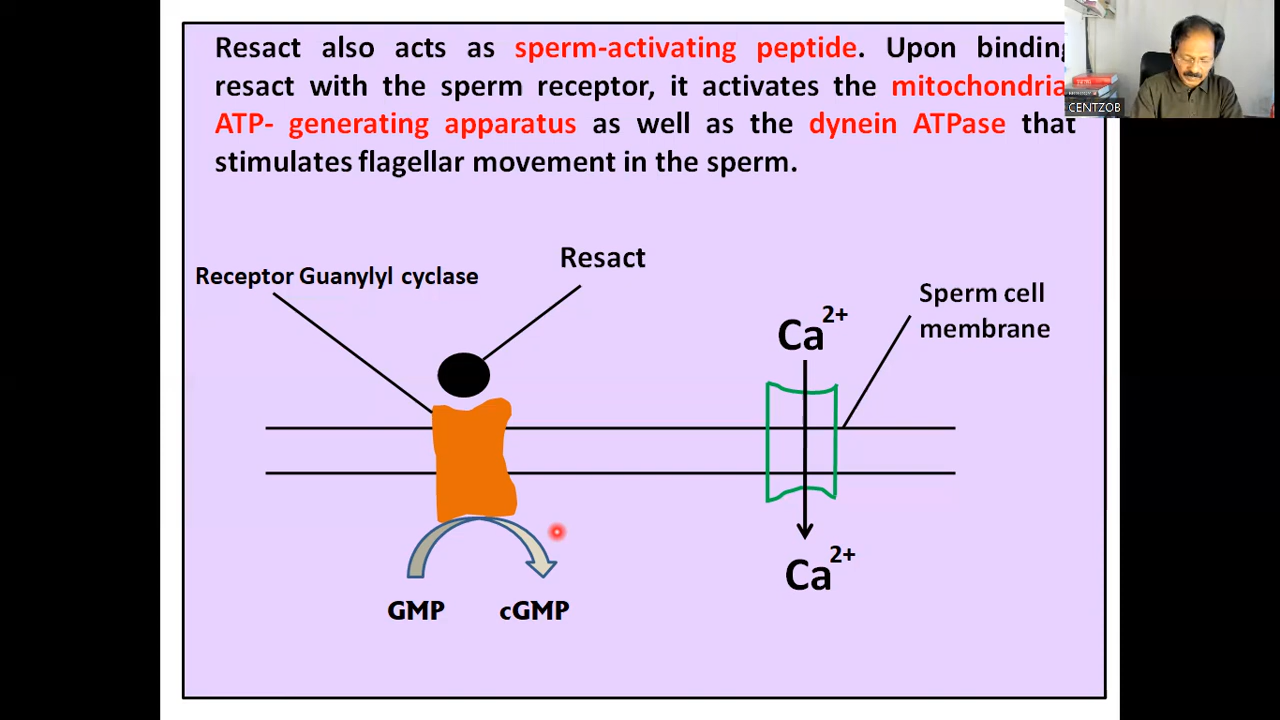 Resact also acts as sperm-activating peptide. Upon binding
resact with the sperm receptor, it activates the mitochondria
ATP- generating apparatus as well as the dynein ATPase that
stimulates flagellar movement in the sperm.
CENTZOB
Resact
Receptor Guanylyl cyclase
Sperm cell
membrane
Ca2+
Ca2+
GMP cGMP